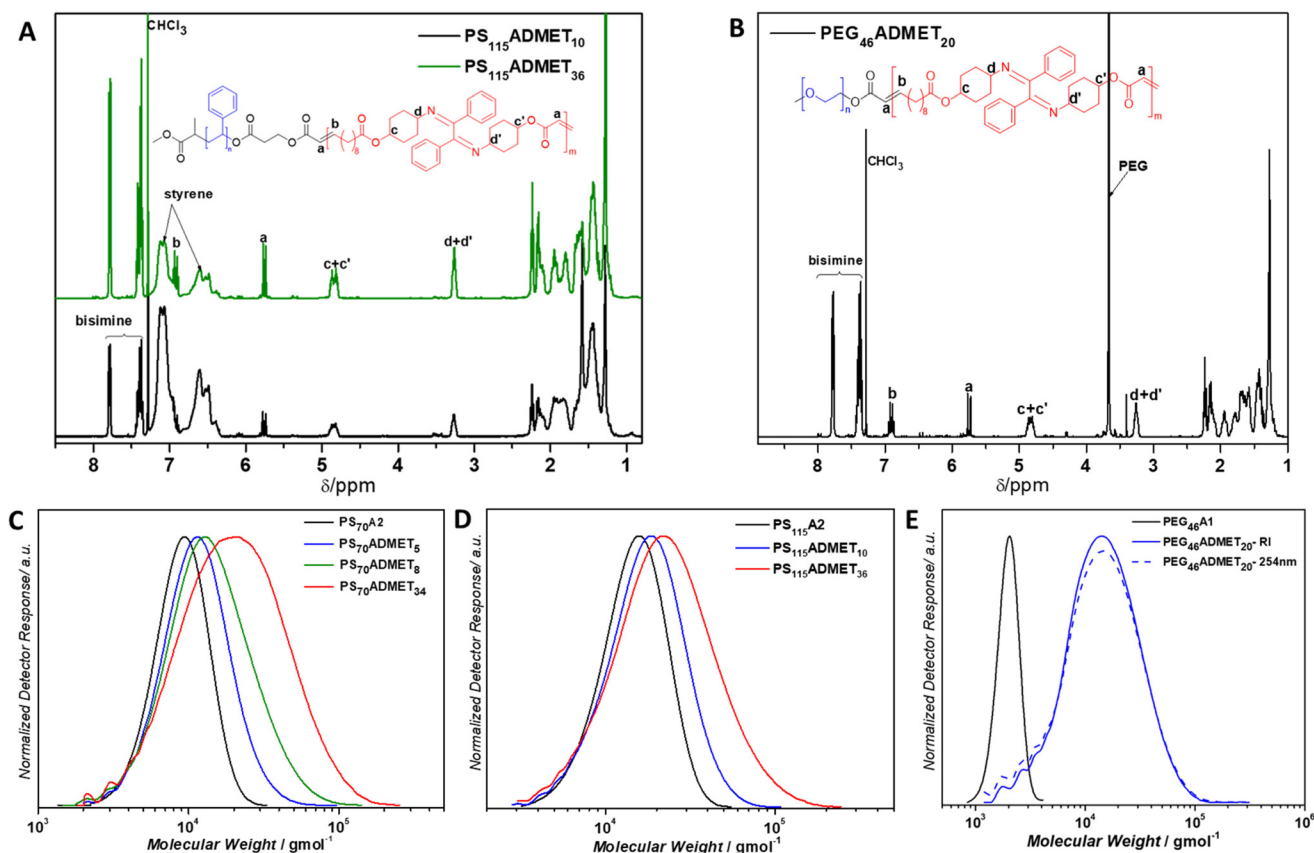 A
CHCl₃
PS₁₁₅ADMET₁₀
PS₁₁₅ADMET₃₆
styrene
b
a
c+c'
d+d'
bisimine
b
a
c
d
N
N
d'
c'
a
O
O
O
O
O
O
O
O
O
O
n
8
m
8 7 6 5 4 3 2 1
δ/ppm
B
PEG₄₆ADMET₂₀
O
n
O
O
a
b
8
O
O
c
d
N
N
d'
c'
O
O
a
m
CHCl₃
PEG
bisimine
b
a
c+c'
d+d'
8 7 6 5 4 3 2 1
δ/ppm
C
PS₇₀A2
PS₇₀ADMET₅
PS₇₀ADMET₈
PS₇₀ADMET₃₄
Normalized Detector Response/ a.u.
10³ 10⁴ 10⁵
Molecular Weight / gmol⁻¹
D
PS₁₁₅A2
PS₁₁₅ADMET₁₀
PS₁₁₅ADMET₃₆
Normalized Detector Response/ a.u.
10⁴ 10⁵
Molecular Weight / gmol⁻¹
E
PEG₄₆A1
PEG₄₆ADMET₂₀- RI
PEG₄₆ADMET₂₀- 254nm
Normalized Detector Response/ a.u.
10³ 10⁴ 10⁵ 10⁶
Molecular Weight / gmol⁻¹